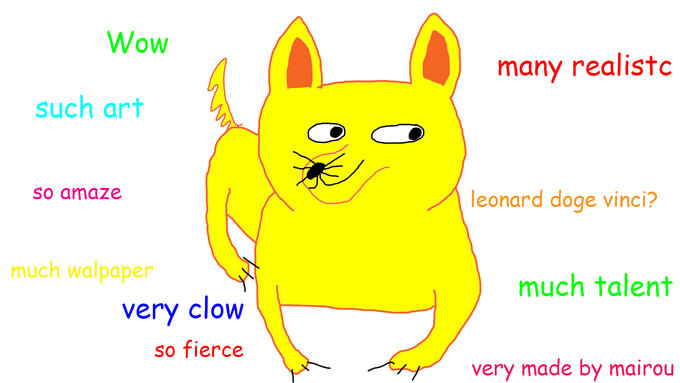 Wow
many realistc
such art
so amaze
leonard doge vinci?
much walpaper
much talent
very clow
so fierce
very made by mairou